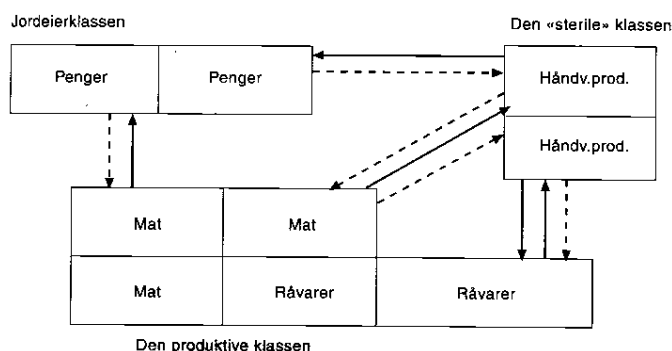 Jordeierklassen
Den «sterile» klassen
Penger
Penger
Håndv.prod.
Håndv.prod.
Mat
Mat
Mat
Råvarer
Råvarer
Den produktive klassen